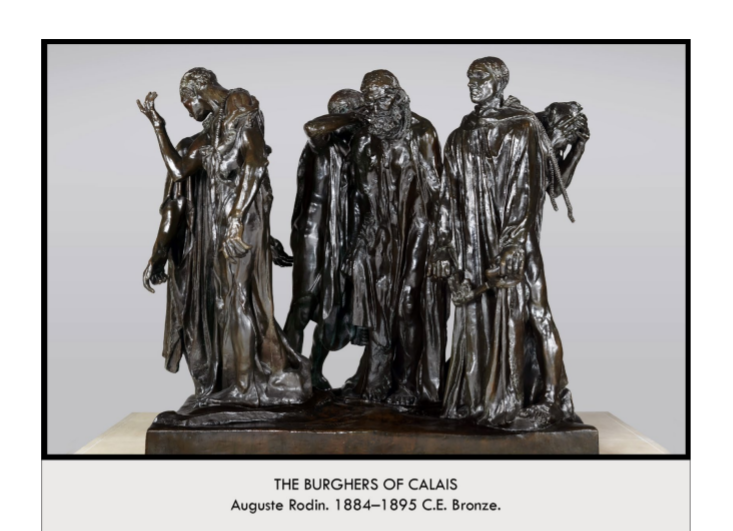 THE BURGHERS OF CALAIS
Auguste Rodin. 1884–1895 C.E. Bronze.